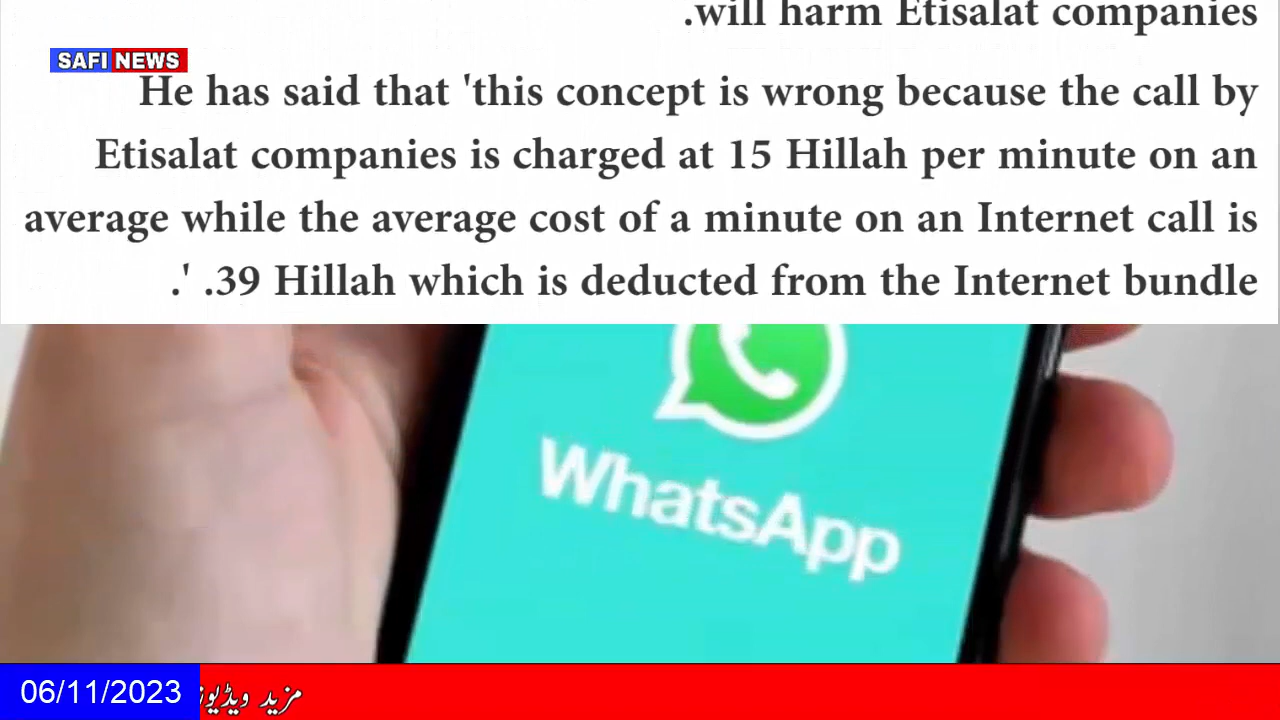 .will harm Etisalat companies
SAFI NEWS
He has said that 'this concept is wrong because the call by
Etisalat companies is charged at 15 Hillah per minute on an
average while the average cost of a minute on an Internet call is
.' .39 Hillah which is deducted from the Internet bundle
WhatsApp
06/11/2023
مزید ویڈیوز